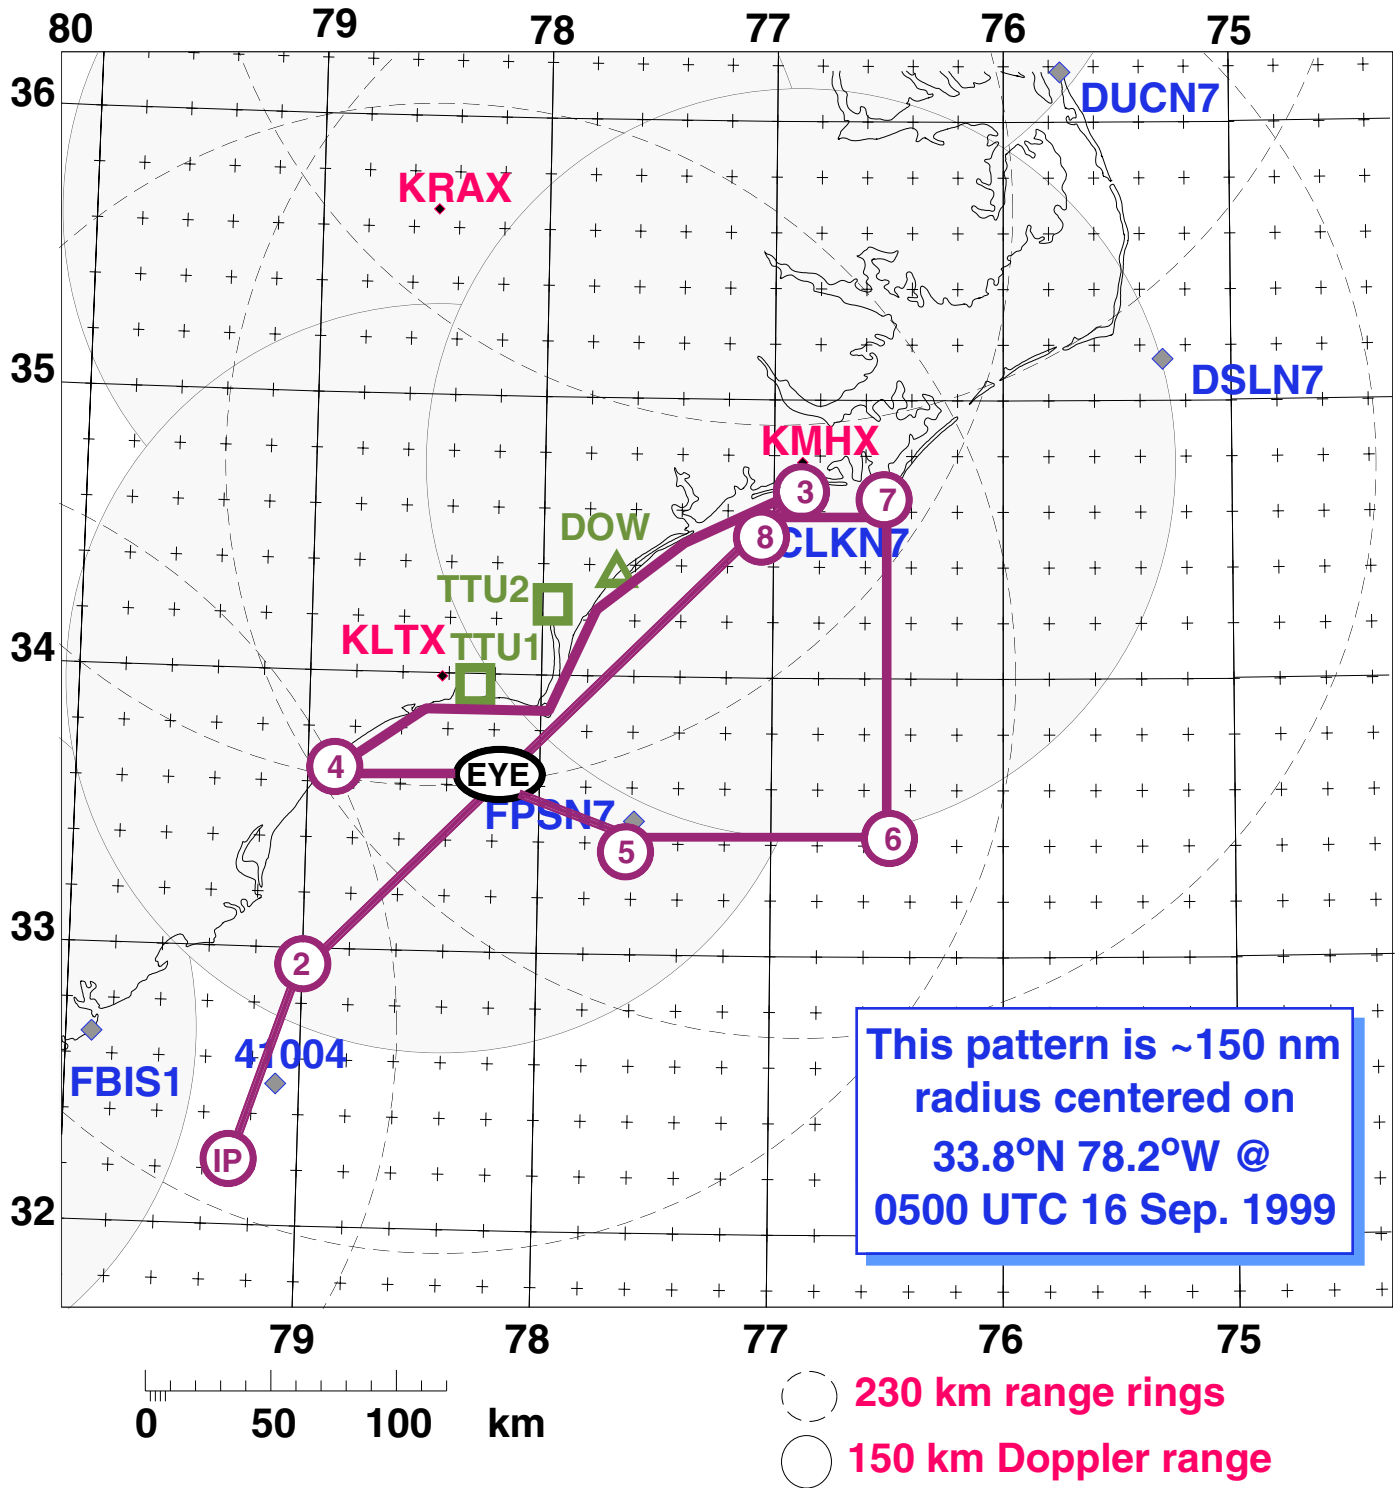 80 79 78 77 76 75
36
DUCN7
KRAX
35
DSLN7
KMHX
3
7
DOW
8
CLKN7
TTU2
34
KLTX
TTU1
4
EYE
FPSN7
5
6
33
2
41004
FBIS1
IP
32
This pattern is ~150 nm
radius centered on
33.8oN 78.2oW @
0500 UTC 16 Sep. 1999
79 78 77 76 75
0 50 100 km
230 km range rings
150 km Doppler range